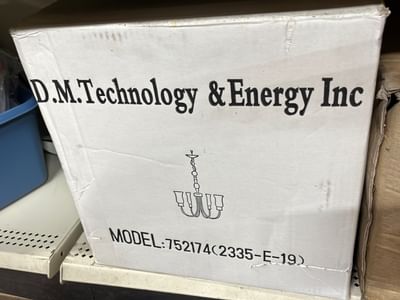 D.M.Technology & Energy Inc
MODEL:752174(2335-E-19)